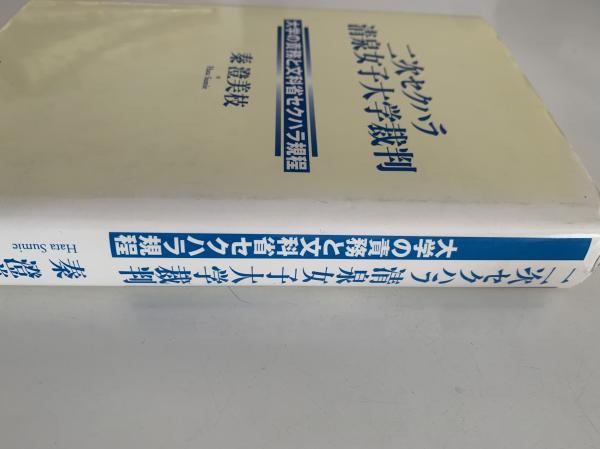 二次セクハラ
清泉女子大学裁判
大学の責務と文科省セクハラ規程
秦 澄美枝
Hata Sumie
二次セクハラ 清泉女子大学裁判
大学の責務と文科省セクハラ規程
秦 澄
Hata Sumie